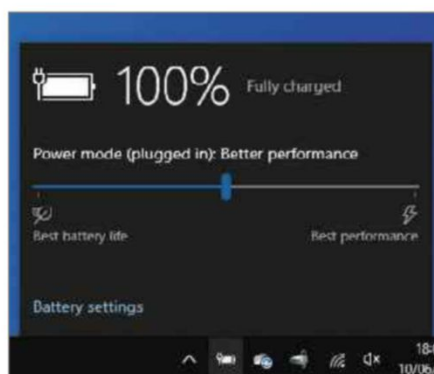 100% Fully charged
Power mode (plugged in): Better performance
Best battery life Best performance
Battery settings
18:
10/06